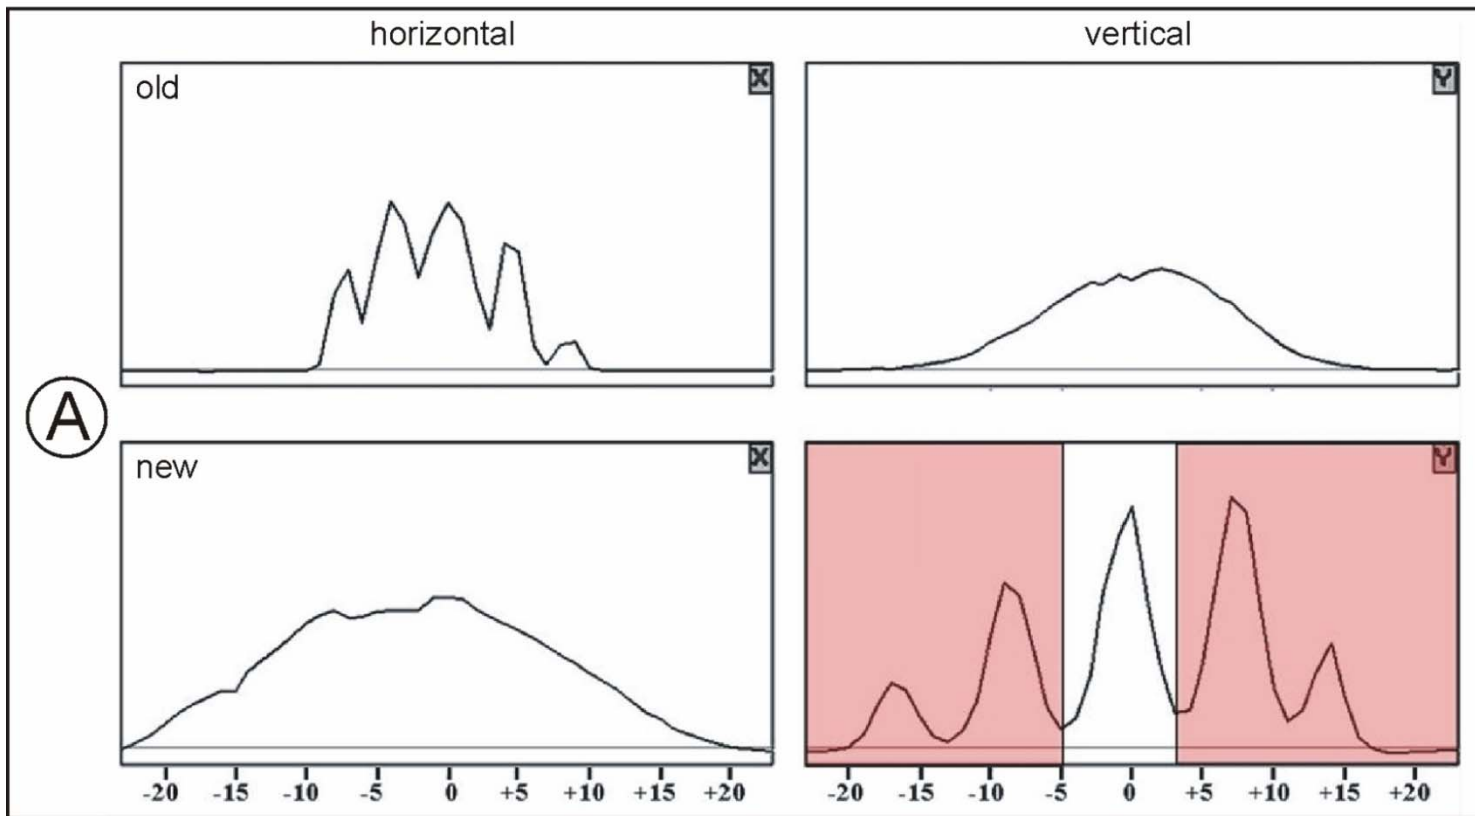 horizontal vertical
old X Y
A
new X Y
-20 -15 -10 -5 0 +5 +10 +15 +20 -20 -15 -10 -5 0 +5 +10 +15 +20